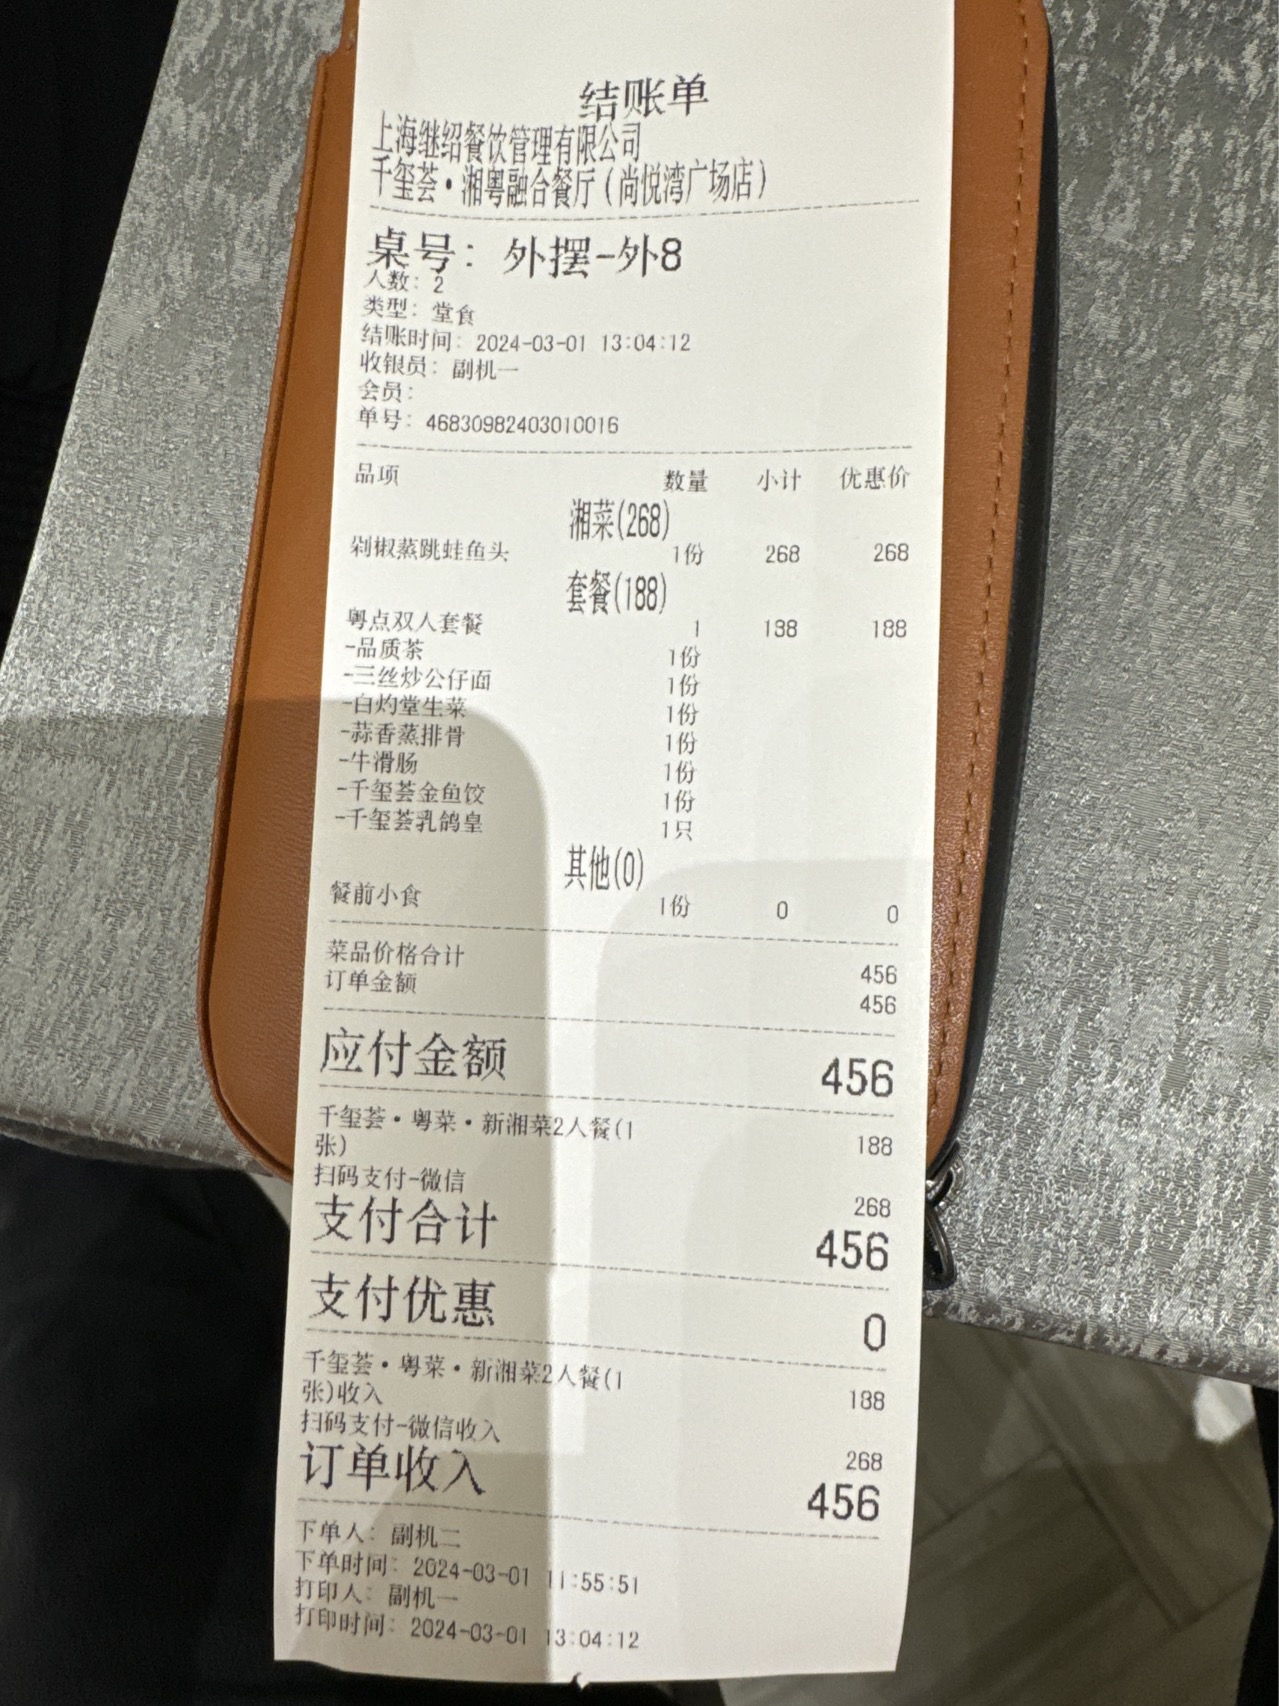 结账单
上海继绍餐饮管理有限公司
千玺荟·湘粤融合餐厅(尚悦湾广场店)
桌号: 外摆-外8
人数: 2
类型: 堂食
结账时间: 2024-03-01 13:04:12
收银员: 副机一
会员:
单号: 46830982403010016
品项 数量 小计 优惠价
湘菜(268)
剁椒蒸跳蛙鱼头 1份 268 268
套餐(188)
粤点双人套餐 1 188 188
-品质茶 1份
-三丝炒公仔面 1份
-白灼堂生菜 1份
-蒜香蒸排骨 1份
-牛滑肠 1份
-千玺荟金鱼饺 1份
-千玺荟乳鸽皇 1只
其他(0)
餐前小食 1份 0 0
菜品价格合计 456
订单金额 456
应付金额 456
千玺荟·粤菜·新湘菜2人餐(1
张) 188
扫码支付-微信 268
支付合计 456
支付优惠 0
千玺荟·粤菜·新湘菜2人餐(1
张)收入 188
扫码支付-微信收入 268
订单收入 456
下单人: 副机二
下单时间: 2024-03-01 11:55:51
打印人: 副机一
打印时间: 2024-03-01 13:04:12